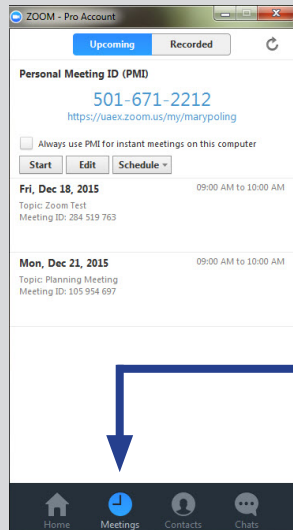 ZOOM - Pro Account
Upcoming Recorded
Personal Meeting ID (PMI)
501-671-2212
https://uaex.zoom.us/my/marypoling
Always use PMI for instant meetings on this computer
Start Edit Schedule
Fri, Dec 18, 2015 09:00 AM to 10:00 AM
Topic: Zoom Test
Meeting ID: 284 519 763
Mon, Dec 21, 2015 09:00 AM to 10:00 AM
Topic: Planning Meeting
Meeting ID: 105 954 697
Home Meetings Contacts Chats